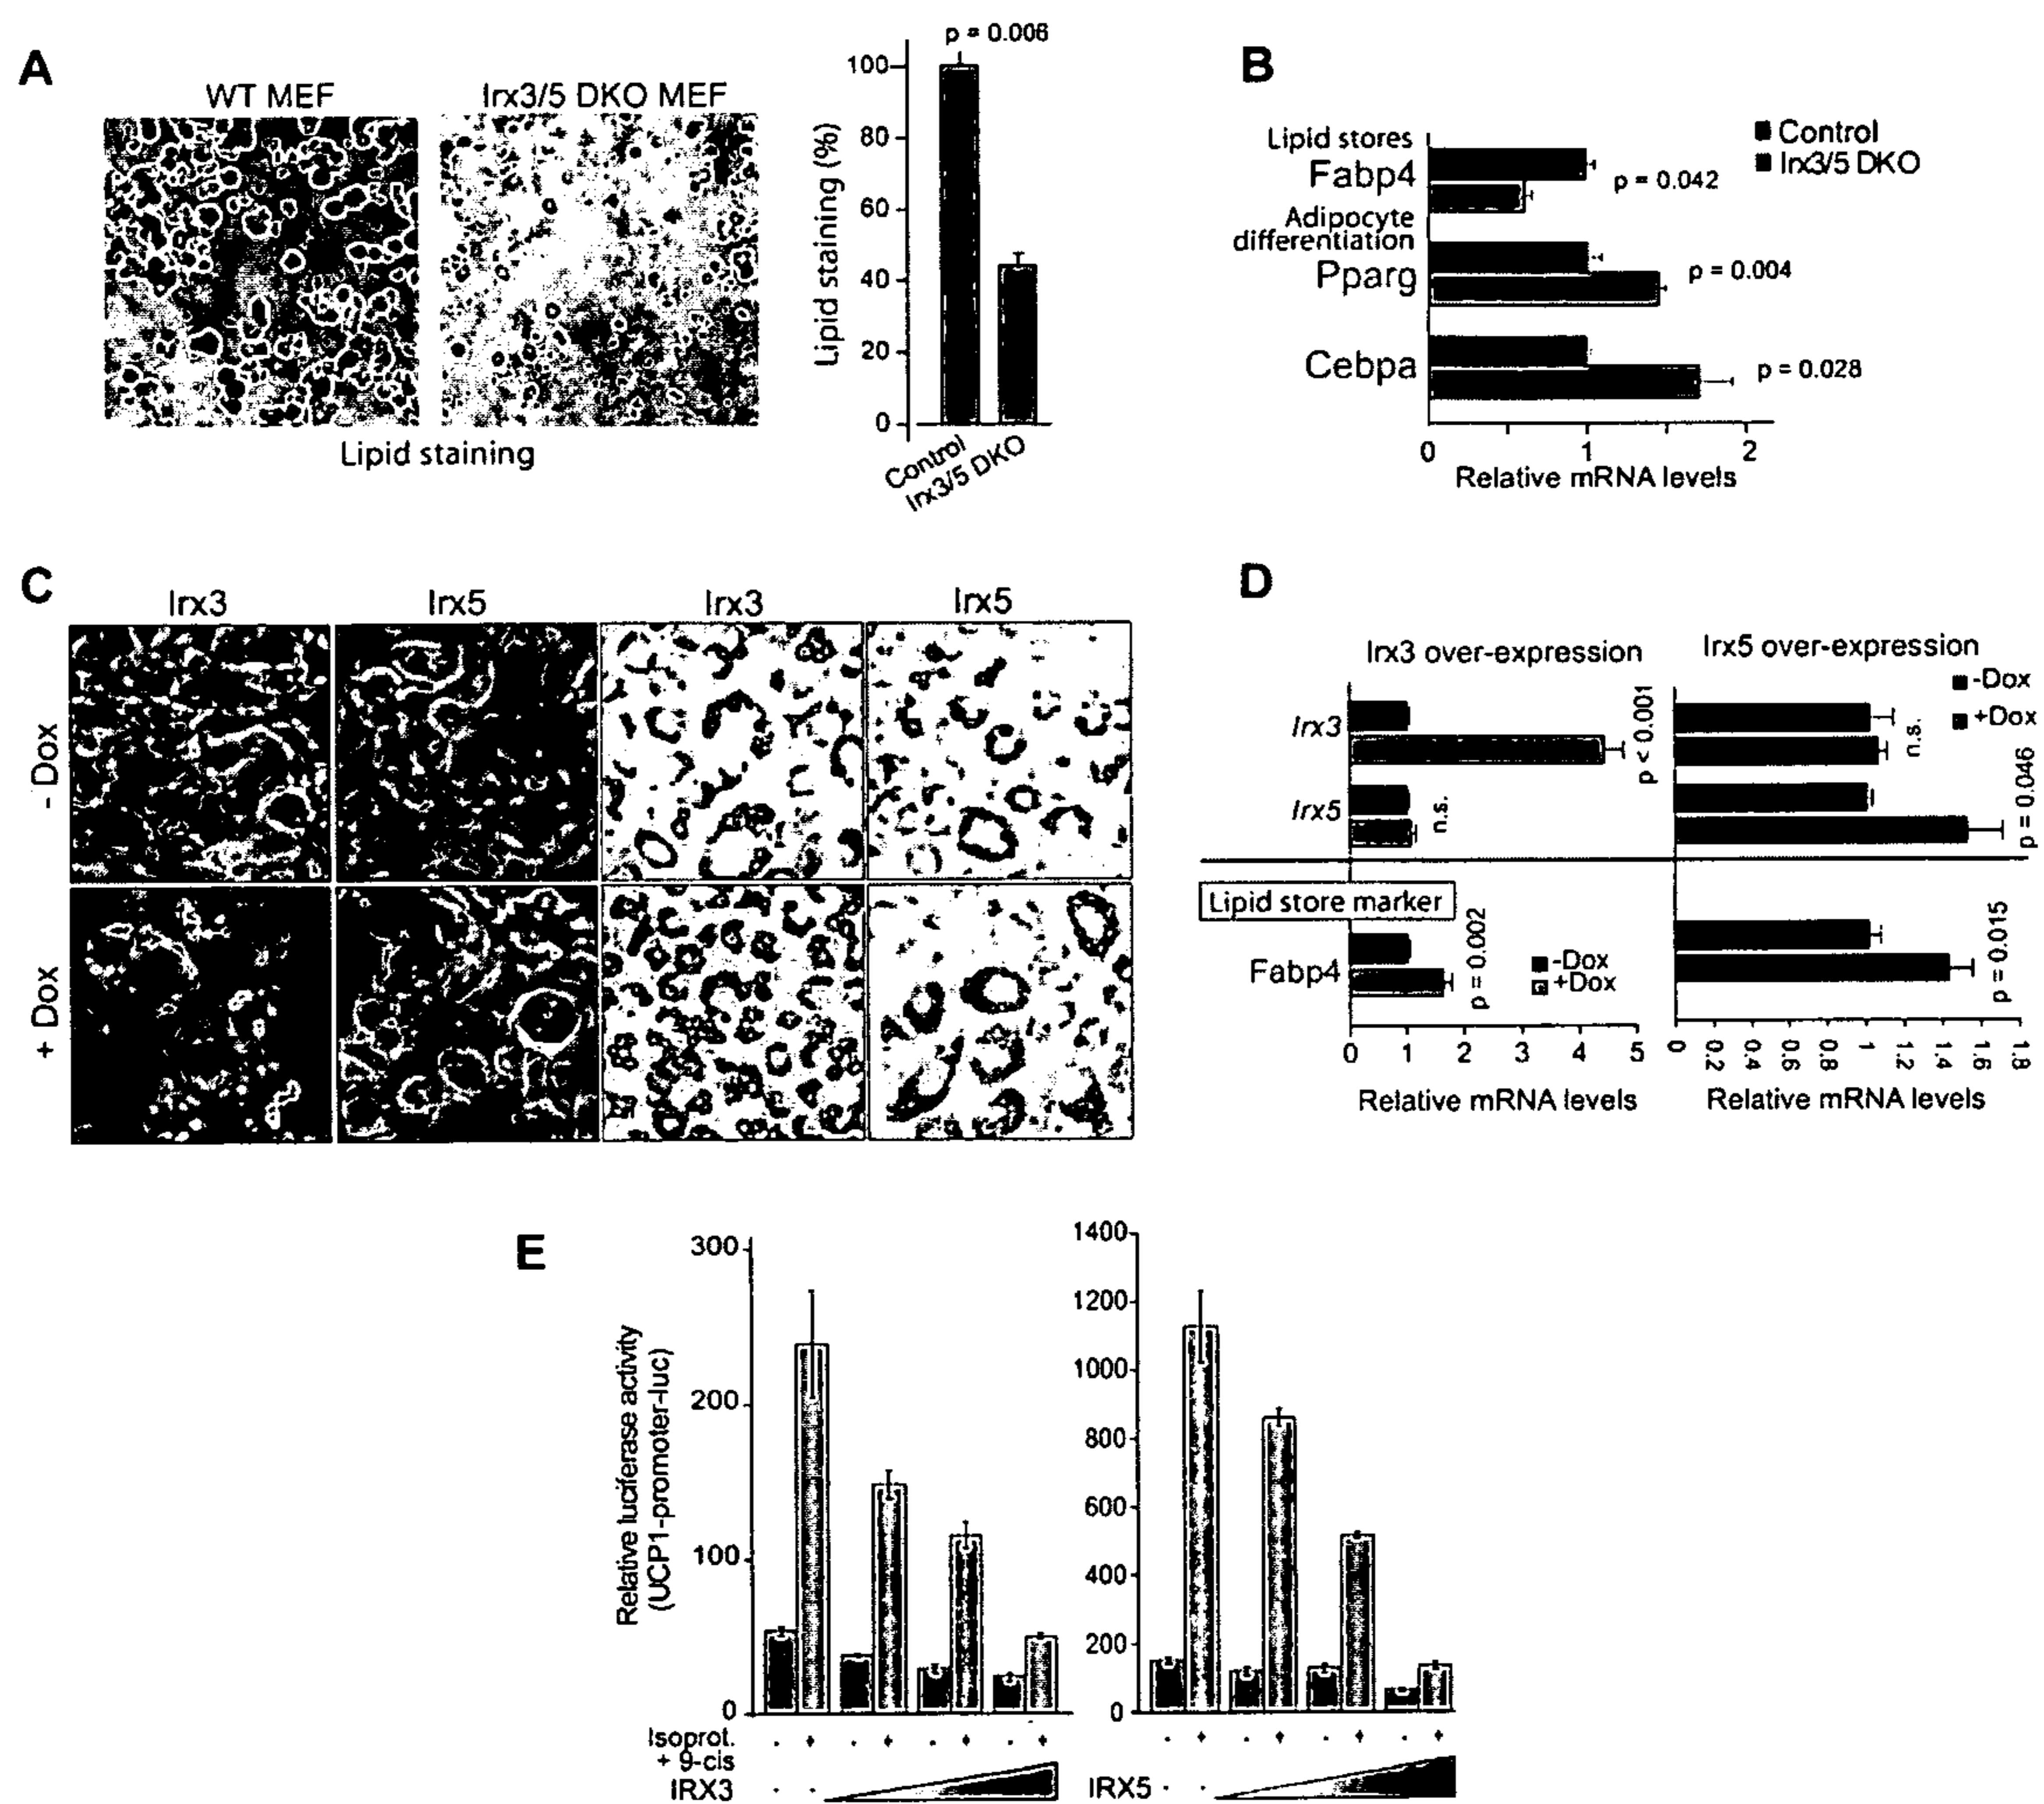 A
WT MEF
Irx3/5 DKO MEF
Lipid staining
p = 0.006
Lipid staining (%)
100
80
60
40
20
0
Control
Irx3/5 DKO
B
Control
Irx3/5 DKO
Lipid stores
Fabp4
p = 0.042
Adipocyte
differentiation
Pparg
p = 0.004
Cebpa
p = 0.028
0 1 2
Relative mRNA levels
C
Irx3 Irx5 Irx3 Irx5
- Dox
+ Dox
D
Irx3 over-expression
Irx5 over-expression
-Dox
+Dox
Irx3
p < 0.001
n.s.
Irx5
n.s.
p = 0.046
Lipid store marker
Fabp4
p = 0.002
-Dox
+Dox
p = 0.015
0 1 2 3 4 5
0 0.2 0.4 0.6 0.8 1 1.2 1.4 1.6 1.8
Relative mRNA levels
Relative mRNA levels
E
Relative luciferase activity
(UCP1-promoter-luc)
300
200
100
0
1400
1200
1000
800
600
400
200
0
Isoprot. - + - + - + - +
- + - + - + - +
+ 9-cis
IRX3 - -
IRX5 - -